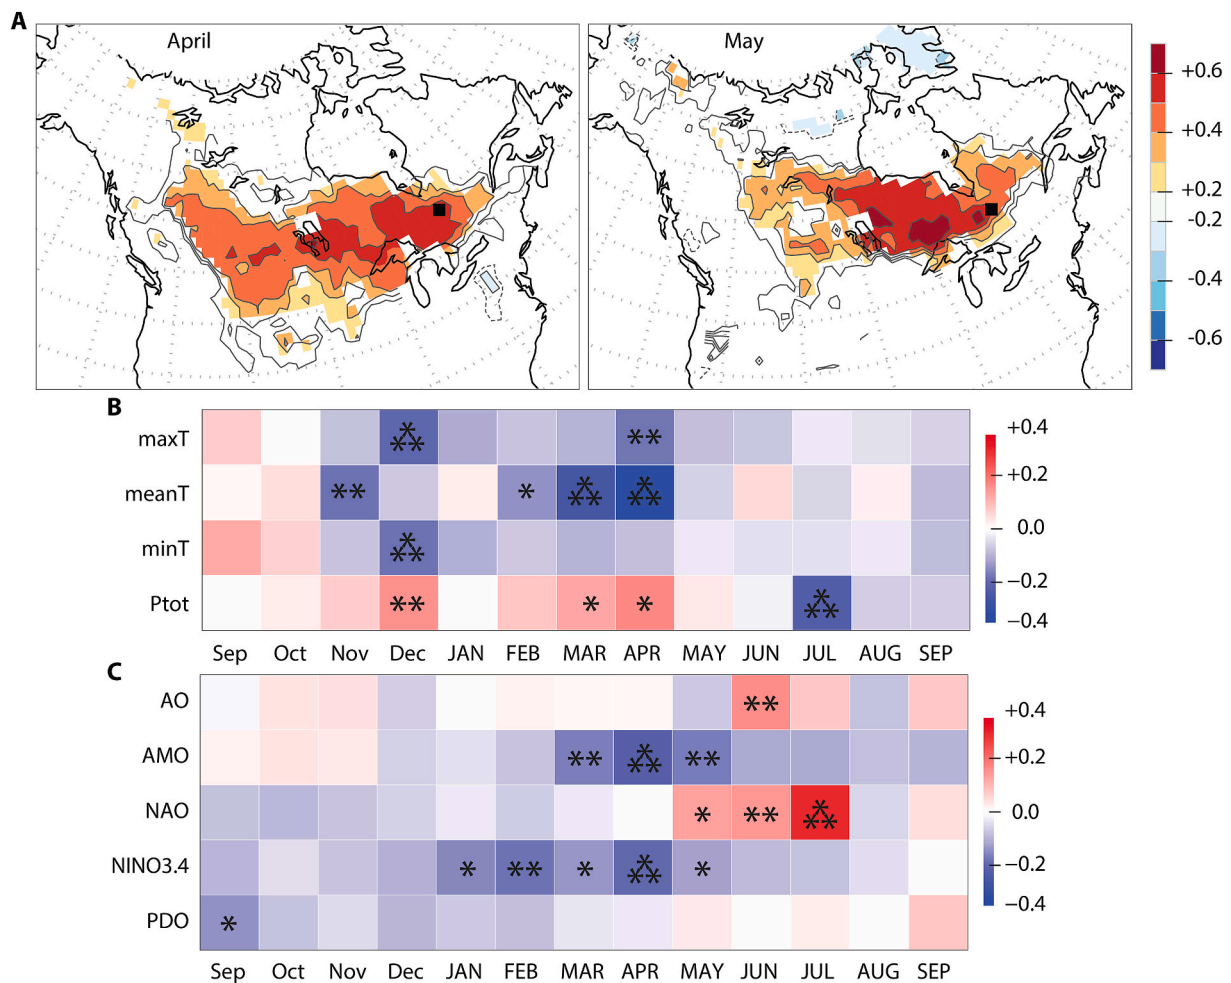 A
April
May
+0.6
+0.4
+0.2
-0.2
-0.4
-0.6
B
maxT
meanT
minT
Ptot
*** **
** * *** ***
***
** * * ***
+0.4
+0.2
0.0
−0.2
−0.4
Sep Oct Nov Dec JAN FEB MAR APR MAY JUN JUL AUG SEP
C
AO
AMO
NAO
NINO3.4
PDO
**
** *** **
* ** ***
* ** * *** *
*
+0.4
+0.2
0.0
−0.2
−0.4
Sep Oct Nov Dec JAN FEB MAR APR MAY JUN JUL AUG SEP